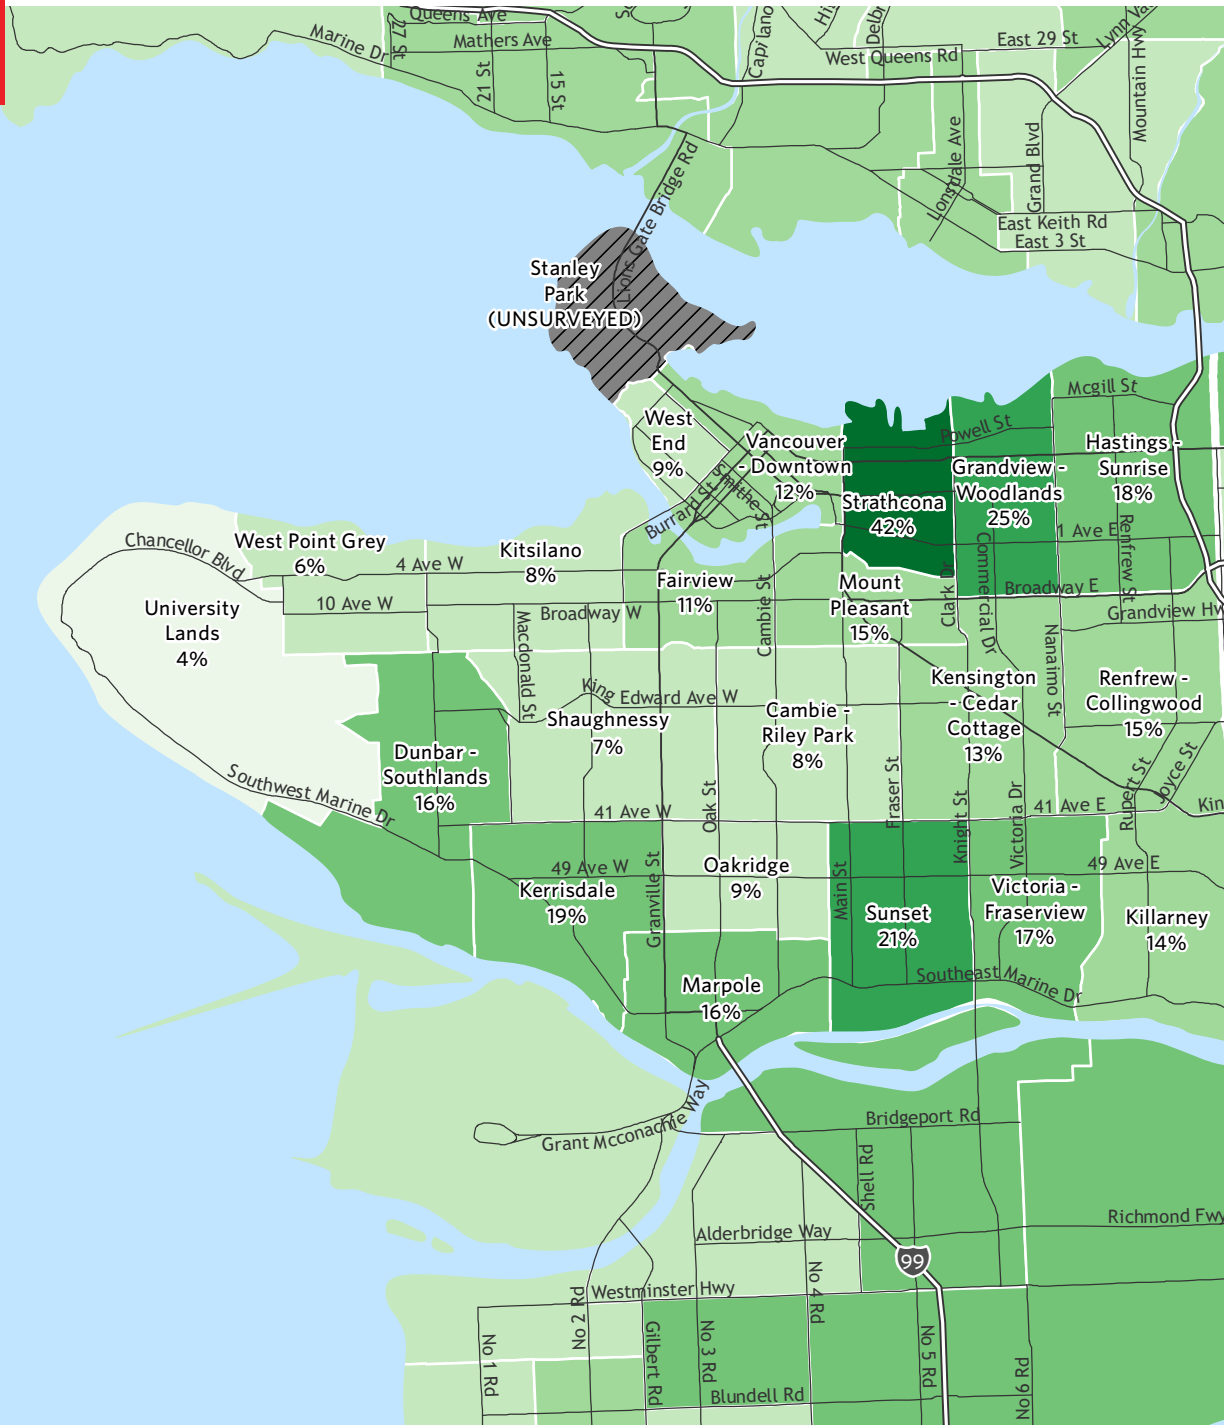 Queens Ave
27 St
Marine Dr
Mathers Ave
21 St
15 St
West Queens Rd
East 29 St
Mountain Hwy
Lonsdale Ave
Grand Blvd
East Keith Rd
East 3 St
Lions Gate Bridge Rd
Stanley
Park
(UNSURVEYED)
Mcgill St
West
End
9%
Vancouver
- Downtown
12%
Powell St
Hastings -
Sunrise
18%
Grandview -
Woodlands
25%
Strathcona
42%
Smithe St
Burrard St
1 Ave E
Renfrew St
Chancellor Blvd
West Point Grey
6%
4 Ave W
Kitsilano
8%
Fairview
11%
Cambie St
Mount
Pleasant
15%
Clark Dr
Commercial Dr
Broadway E
Grandview Hw
University
Lands
4%
10 Ave W
Macdonald St
Broadway W
Nanaimo St
King Edward Ave W
Shaughnessy
7%
Cambie -
Riley Park
8%
Kensington
- Cedar
Cottage
13%
Renfrew -
Collingwood
15%
Dunbar -
Southlands
16%
Southwest Marine Dr
41 Ave W
Oak St
Fraser St
Knight St
Victoria Dr
41 Ave E
Rupert St
Joyce St
Kin
49 Ave W
Kerrisdale
19%
Granville St
Oakridge
9%
Main St
Sunset
21%
Victoria -
Fraserview
17%
49 Ave E
Killarney
14%
Marpole
16%
Southeast Marine Dr
Grant Mcconachie Way
Bridgeport Rd
Shell Rd
Alderbridge Way
Richmond Fwy
99
Westminster Hwy
No 1 Rd
No 2 Rd
Gilbert Rd
No 3 Rd
No 4 Rd
No 5 Rd
No 6 Rd
Blundell Rd